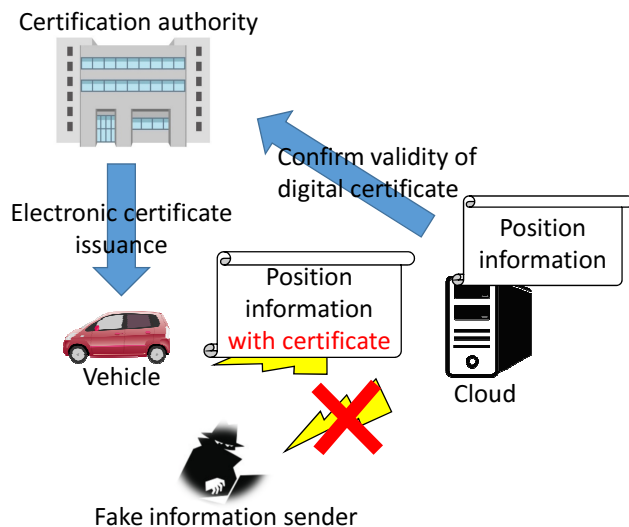 Certification authority
Confirm validity of
digital certificate
Electronic certificate
issuance
Position
information
Position
information
with certificate
Vehicle
Cloud
Fake information sender